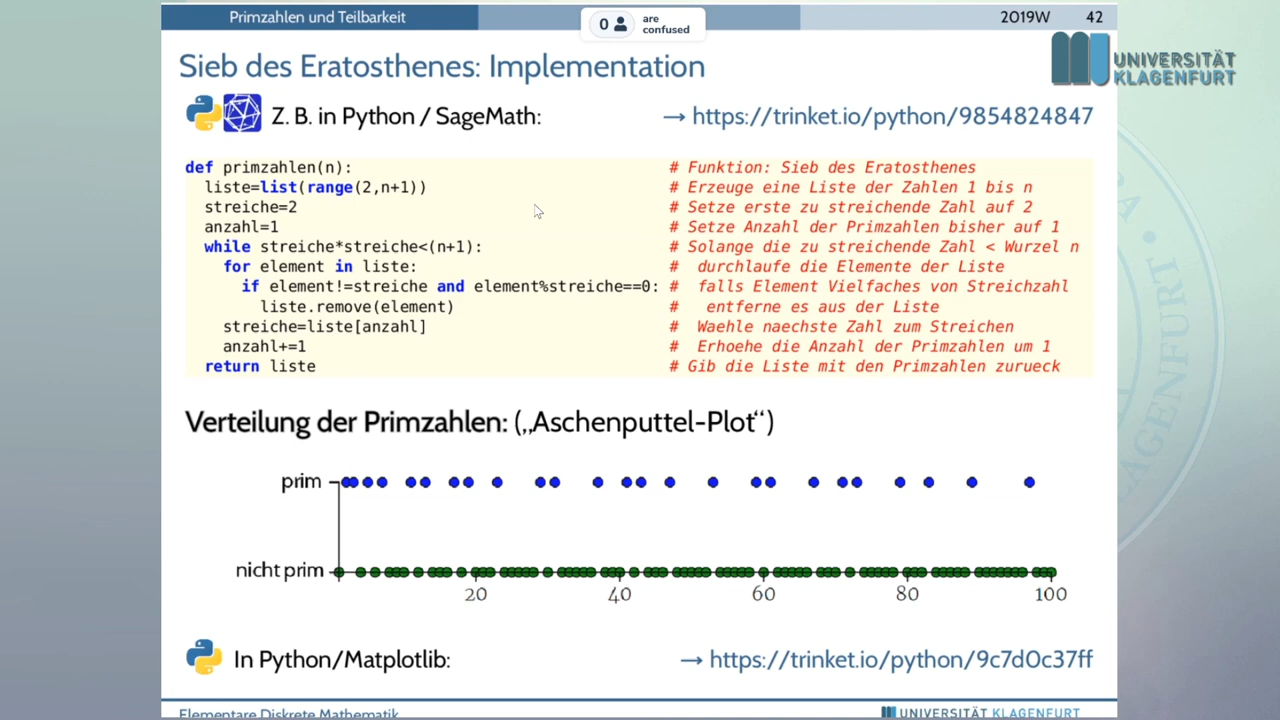 Primzahlen und Teilbarkeit 2019W 42
0 are confused
Sieb des Eratosthenes: Implementation
UNIVERSITÄT
KLAGENFURT
Z. B. in Python / SageMath: → https://trinket.io/python/9854824847
def primzahlen(n): # Funktion: Sieb des Eratosthenes
liste=list(range(2,n+1)) # Erzeuge eine Liste der Zahlen 1 bis n
streiche=2 # Setze erste zu streichende Zahl auf 2
anzahl=1 # Setze Anzahl der Primzahlen bisher auf 1
while streiche*streiche<(n+1): # Solange die zu streichende Zahl < Wurzel n
for element in liste: # durchlaufe die Elemente der Liste
if element!=streiche and element%streiche==0: # falls Element Vielfaches von Streichzahl
liste.remove(element) # entferne es aus der Liste
streiche=liste[anzahl] # Waehle naechste Zahl zum Streichen
anzahl+=1 # Erhoehe die Anzahl der Primzahlen um 1
return liste # Gib die Liste mit den Primzahlen zurueck
Verteilung der Primzahlen: („Aschenputtel-Plot“)
prim
nicht prim
20 40 60 80 100
In Python/Matplotlib: → https://trinket.io/python/9c7d0c37ff
Elementare Diskrete Mathematik UNIVERSITÄT KLAGENFURT
AGENFURT